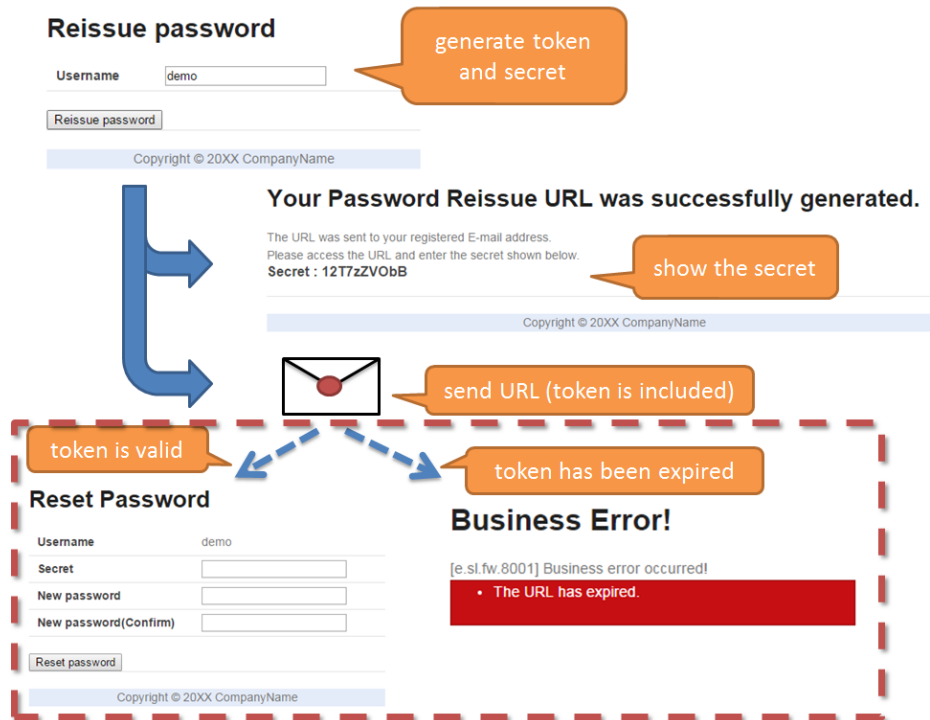 Reissue password
generate token
and secret
Username demo
Reissue password
Copyright © 20XX CompanyName
Your Password Reissue URL was successfully generated.
The URL was sent to your registered E-mail address.
Please access the URL and enter the secret shown below.
Secret : 12T7zZVObB
show the secret
Copyright © 20XX CompanyName
send URL (token is included)
token is valid
token has been expired
Reset Password
Username demo
Secret
New password
New password(Confirm)
Reset password
Copyright © 20XX CompanyName
Business Error!
[e.sl.fw.8001] Business error occurred!
• The URL has expired.